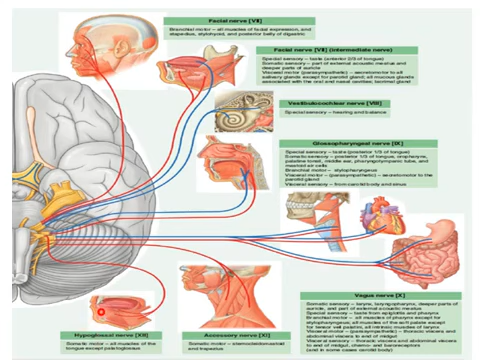 Facial nerve [VII]
Branchial motor – all muscles of facial expression, and
stapedius, stylohyoid, and posterior belly of digastric
Facial nerve [VII] (intermediate nerve)
Special sensory – taste (anterior 2/3 of tongue)
Somatic sensory – part of external acoustic meatus and
deeper parts of auricle
Visceral motor (parasympathetic) – secretomotor to all
salivary glands except for parotid gland; all mucous glands
associated with the oral and nasal cavities; lacrimal gland
Vestibulocochlear nerve [VIII]
Special sensory – hearing and balance
Glossopharyngeal nerve [IX]
Special sensory – taste (posterior 1/3 of tongue)
Somatic sensory – posterior 1/3 of tongue, oropharynx,
palatine tonsil, middle ear, pharyngotympanic tube, and
mastoid air cells
Branchial motor – stylopharyngeus
Visceral motor – (parasympathetic) – secretomotor to the
parotid gland
Visceral sensory – from carotid body and sinus
Vagus nerve [X]
Somatic sensory – larynx, laryngopharynx, deeper parts of
auricle, and part of external acoustic meatus
Special sensory – taste from epiglottis and pharynx
Branchial motor – all muscles of pharynx except for
stylopharyngeus; all muscles of the soft palate except
for tensor veli palatini; all intrinsic muscles of larynx
Visceral motor – (parasympathetic) – thoracic viscera and
abdominal viscera to end of midgut
Visceral sensory – thoracic viscera and abdominal viscera
to end of midgut, chemo- and baroreceptors
(and in some cases carotid body)
Hypoglossal nerve [XII]
Somatic motor – all muscles of the
tongue except palatoglossus
Accessory nerve [XI]
Somatic motor – sternocleidomastoid
and trapezius